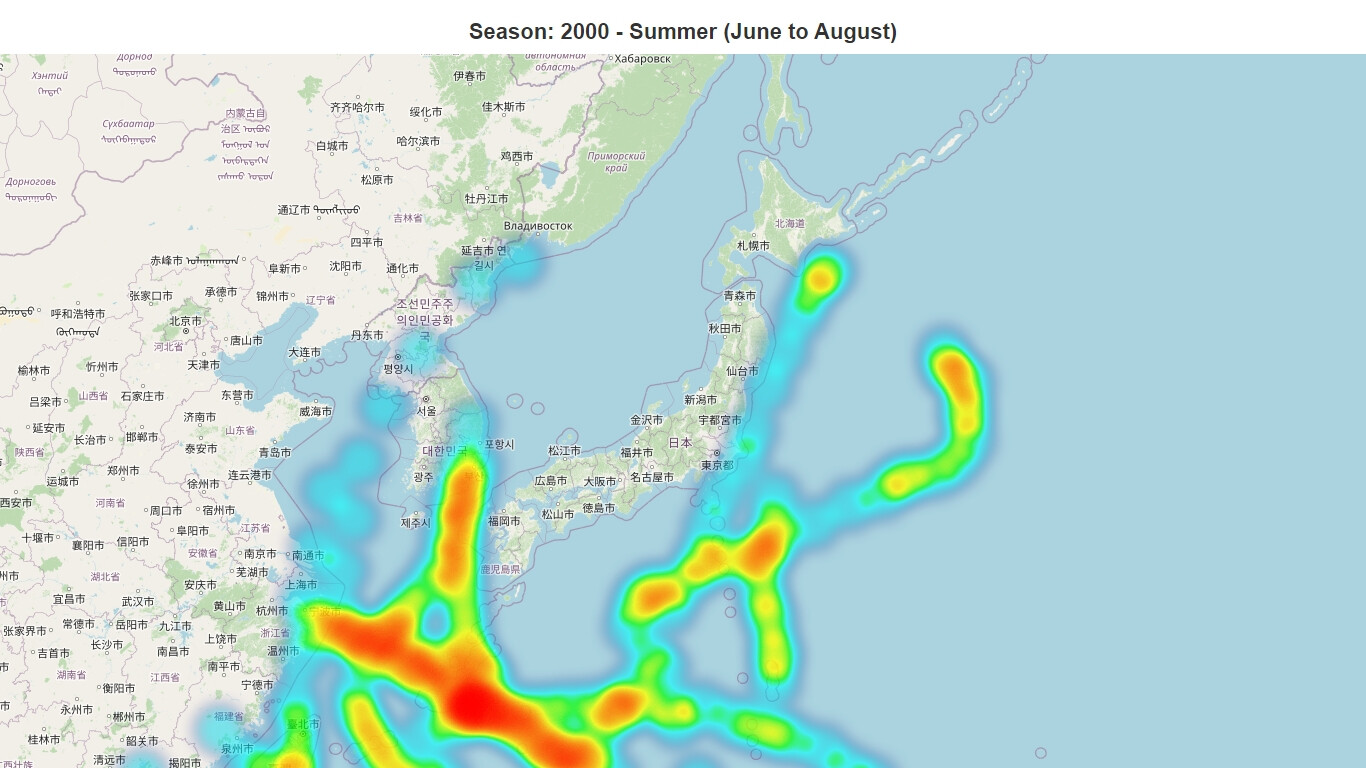 Season: 2000 - Summer (June to August)
Дорнод
автономная
область
Хабаровск
Хэнтий
伊春市
齐齐哈尔市
绥化市
佳木斯市
内蒙古自
治区
Сүхбаатар
白城市
哈尔滨市
鸡西市
Приморский
край
松原市
Дорноговь
牡丹江市
通辽市
吉林省
Владивосток
北海道
四平市
延吉市 연
길시
札幌市
赤峰市
阜新市
沈阳市
通化市
张家口市
承德市
锦州市
辽宁省
조선민주주
의인민공화
국
青森市
呼和浩特市
北京市
丹东市
秋田市
河北省
唐山市
大连市
天津市
평양시
榆林市
忻州市
仙台市
吕梁市
山西省
石家庄市
东营市
威海市
서울
新潟市
延安市
济南市
山东省
金沢市
宇都宮市
长治市
邯郸市
泰安市
青岛市
대한민국
포항시
松江市
福井市
日本
陕西省
东京都
运城市
郑州市
连云港市
광주
부산
広島市
大阪市
名古屋市
西安市
河南省
徐州市
周口市
宿州市
제주시
福岡市
松山市
徳島市
十堰市
襄阳市
信阳市
阜阳市
江苏省
安徽省
南京市
南通市
鹿児島県
湖北省
安庆市
芜湖市
上海市
宜昌市
武汉市
黄山市
杭州市
宁波市
张家界市
常德市
岳阳市
九江市
上饶市
浙江省
吉首市
长沙市
南昌市
温州市
湖南省
江西省
南平市
衡阳市
宁德市
永州市
郴州市
福建省
臺北市
桂林市
韶关市
泉州市
清远市
揭阳市